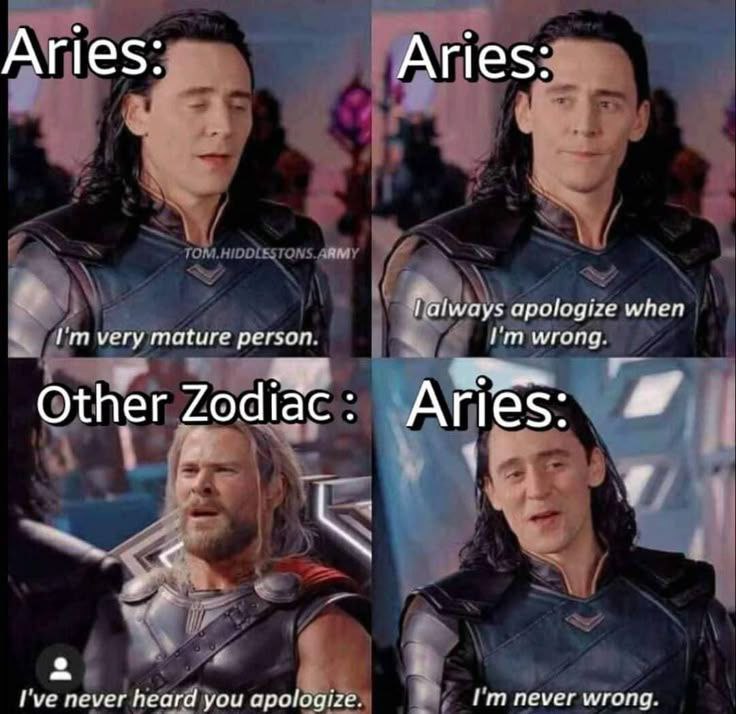 Aries:
TOM.HIDDLESTONS.ARMY
I'm very mature person.
Aries:
I always apologize when
I'm wrong.
Other Zodiac :
I've never heard you apologize.
Aries:
I'm never wrong.